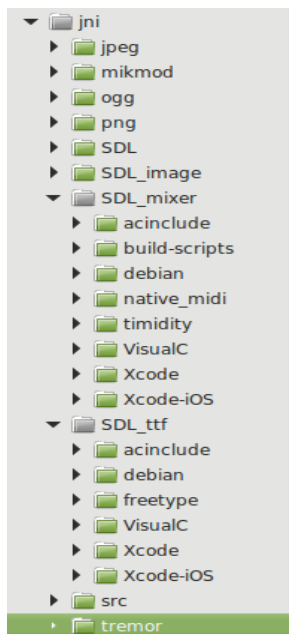 jni
jpeg
mikmod
ogg
png
SDL
SDL_image
SDL_mixer
acinclude
build-scripts
debian
native_midi
timidity
VisualC
Xcode
Xcode-iOS
SDL_ttf
acinclude
debian
freetype
VisualC
Xcode
Xcode-iOS
src
tremor